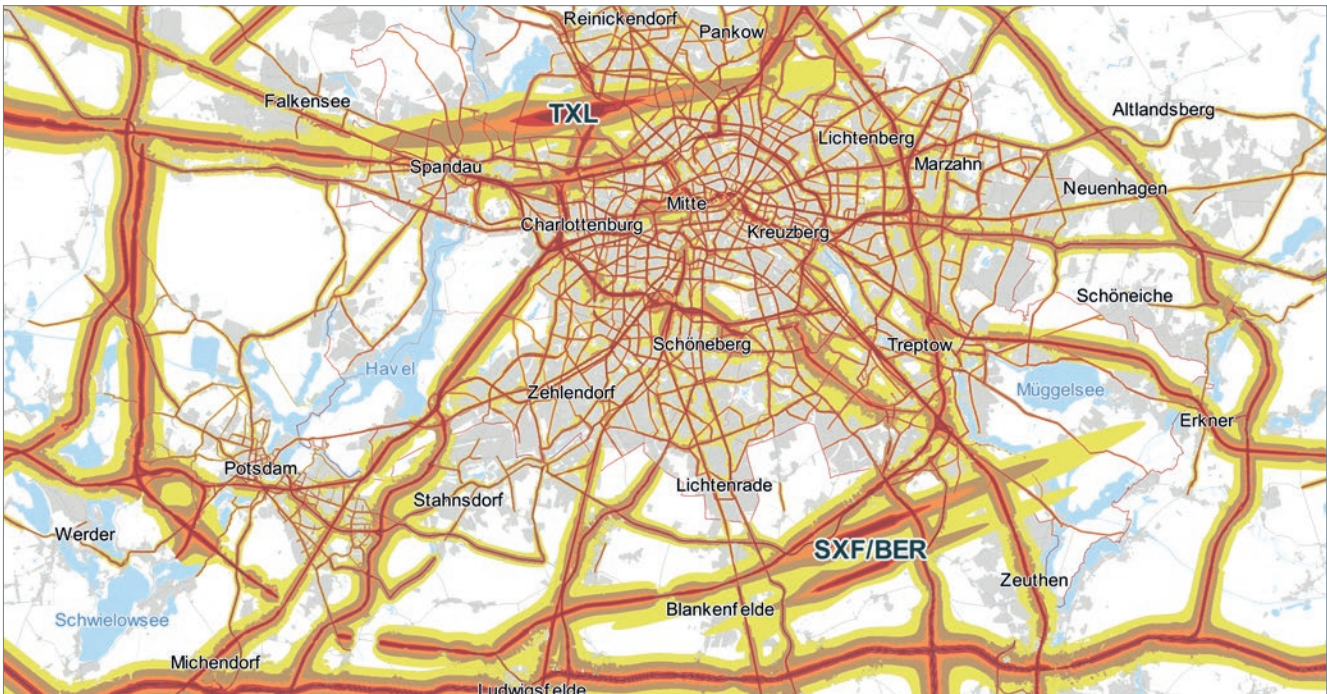 Reinickendorf
Pankow
Falkensee
TXL
Altlandsberg
Lichtenberg
Spandau
Marzahn
Neuenhagen
Mitte
Charlottenburg
Kreuzberg
Schöneiche
Schöneberg
Treptow
Havel
Zehlendorf
Müggelsee
Erkner
Potsdam
Lichtenrade
Stahnsdorf
Werder
SXF/BER
Zeuthen
Blankenfelde
Schwielowsee
Michendorf
Ludwigsfelde